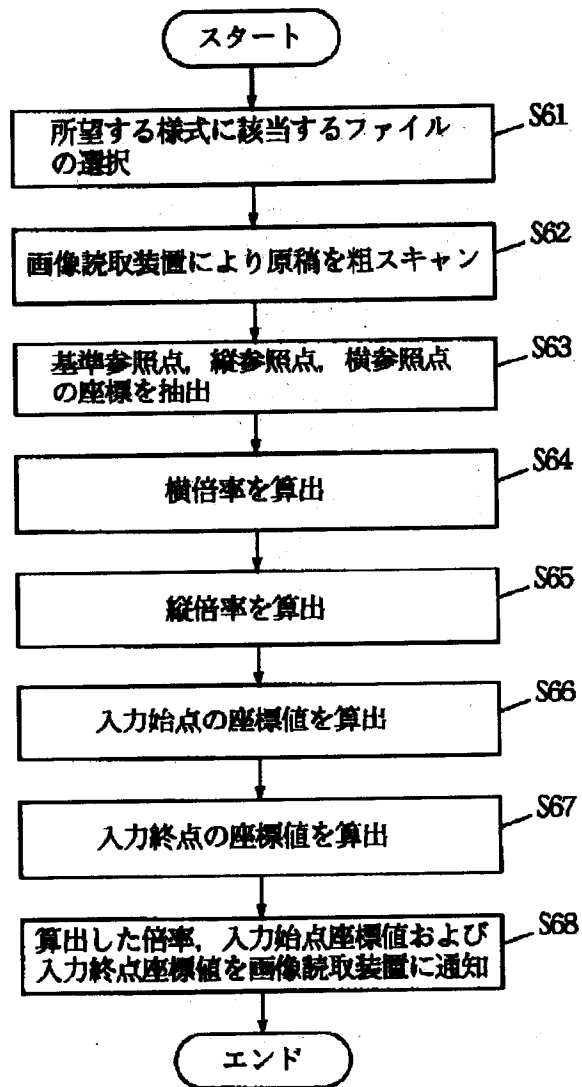 スタート
S61
所望する様式に該当するファイル
の選択
S62
画像読取装置により原稿を粗スキャン
S63
基準参照点，縦参照点，横参照点
の座標を抽出
S64
横倍率を算出
S65
縦倍率を算出
S66
入力始点の座標値を算出
S67
入力終点の座標値を算出
S68
算出した倍率，入力始点座標値および
入力終点座標値を画像読取装置に通知
エンド